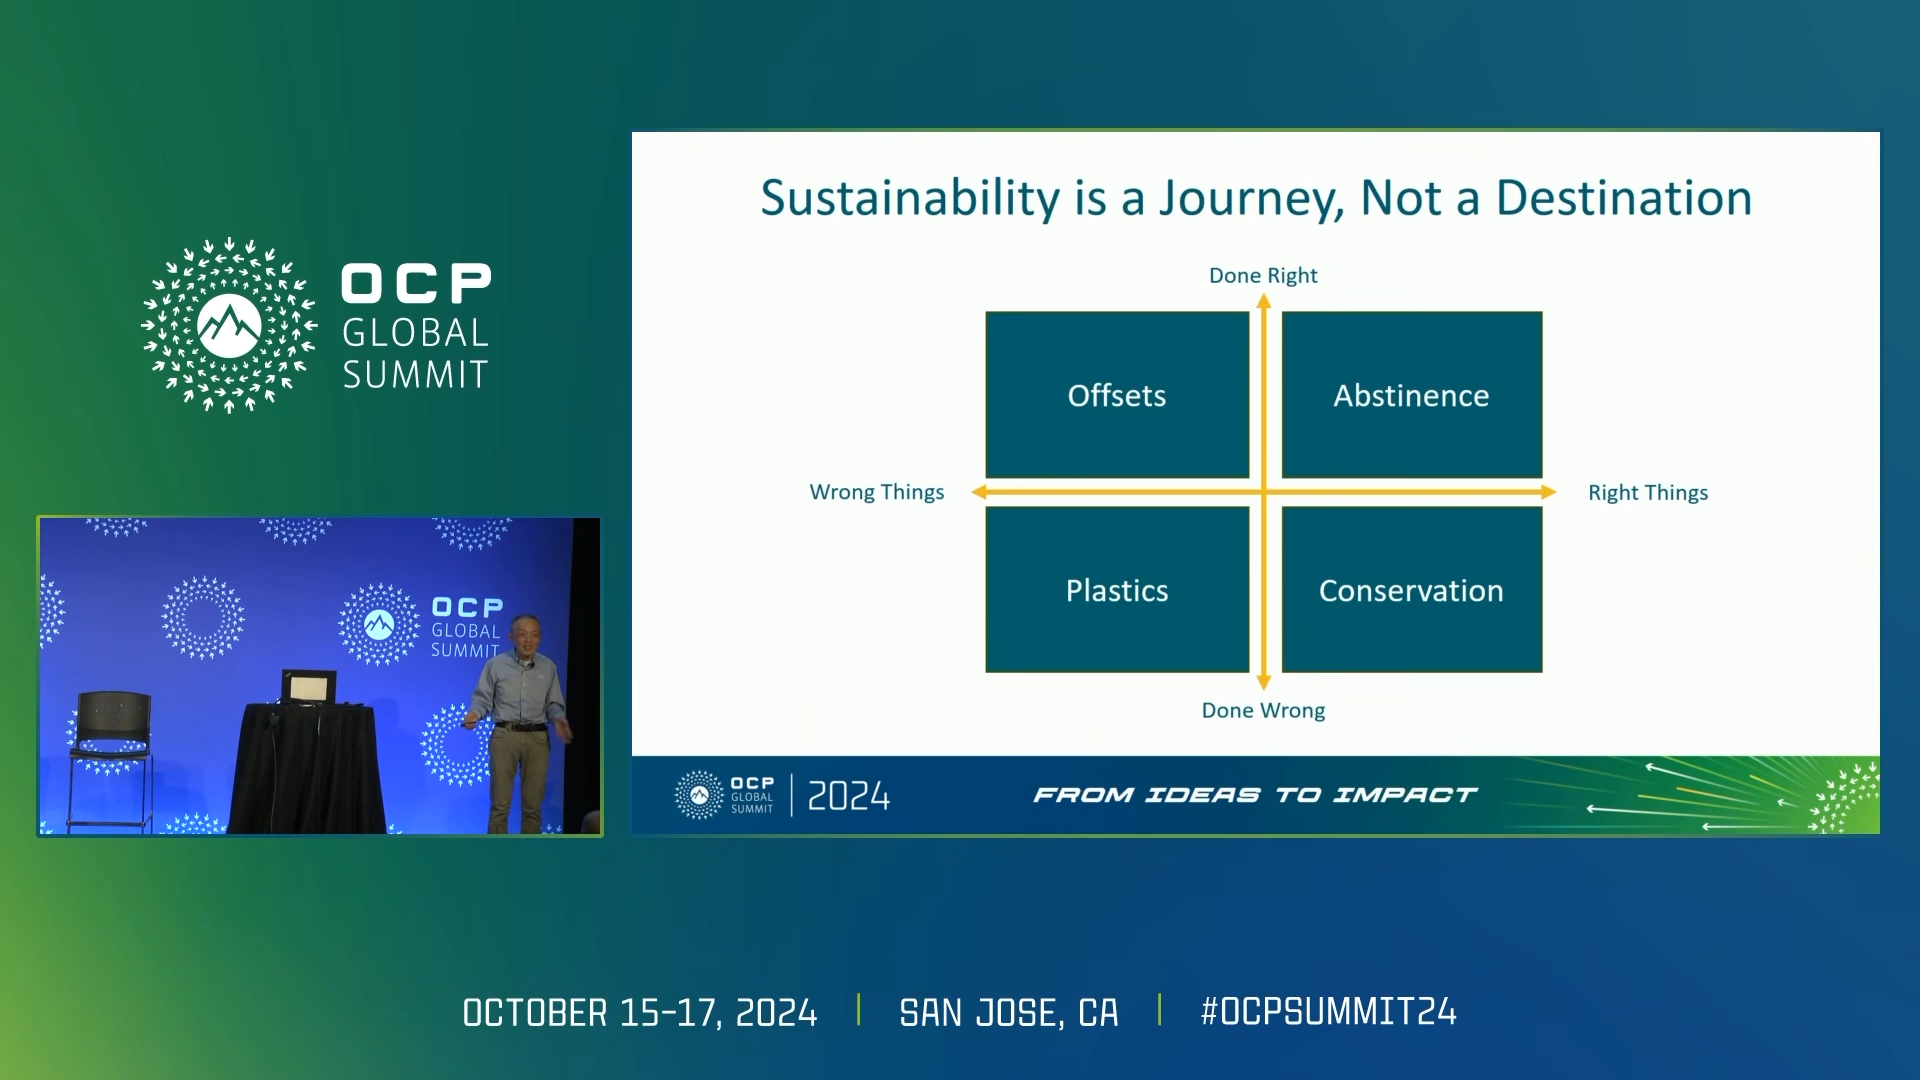 OCP
GLOBAL
SUMMIT
Sustainability is a Journey, Not a Destination
Done Right
Offsets
Abstinence
Wrong Things
Right Things
Plastics
Conservation
Done Wrong
OCP
GLOBAL
SUMMIT
2024
FROM IDEAS TO IMPACT
OCP
GLOBAL
SUMMIT
OCTOBER 15-17, 2024
SAN JOSE, CA
#OCPSUMMIT24